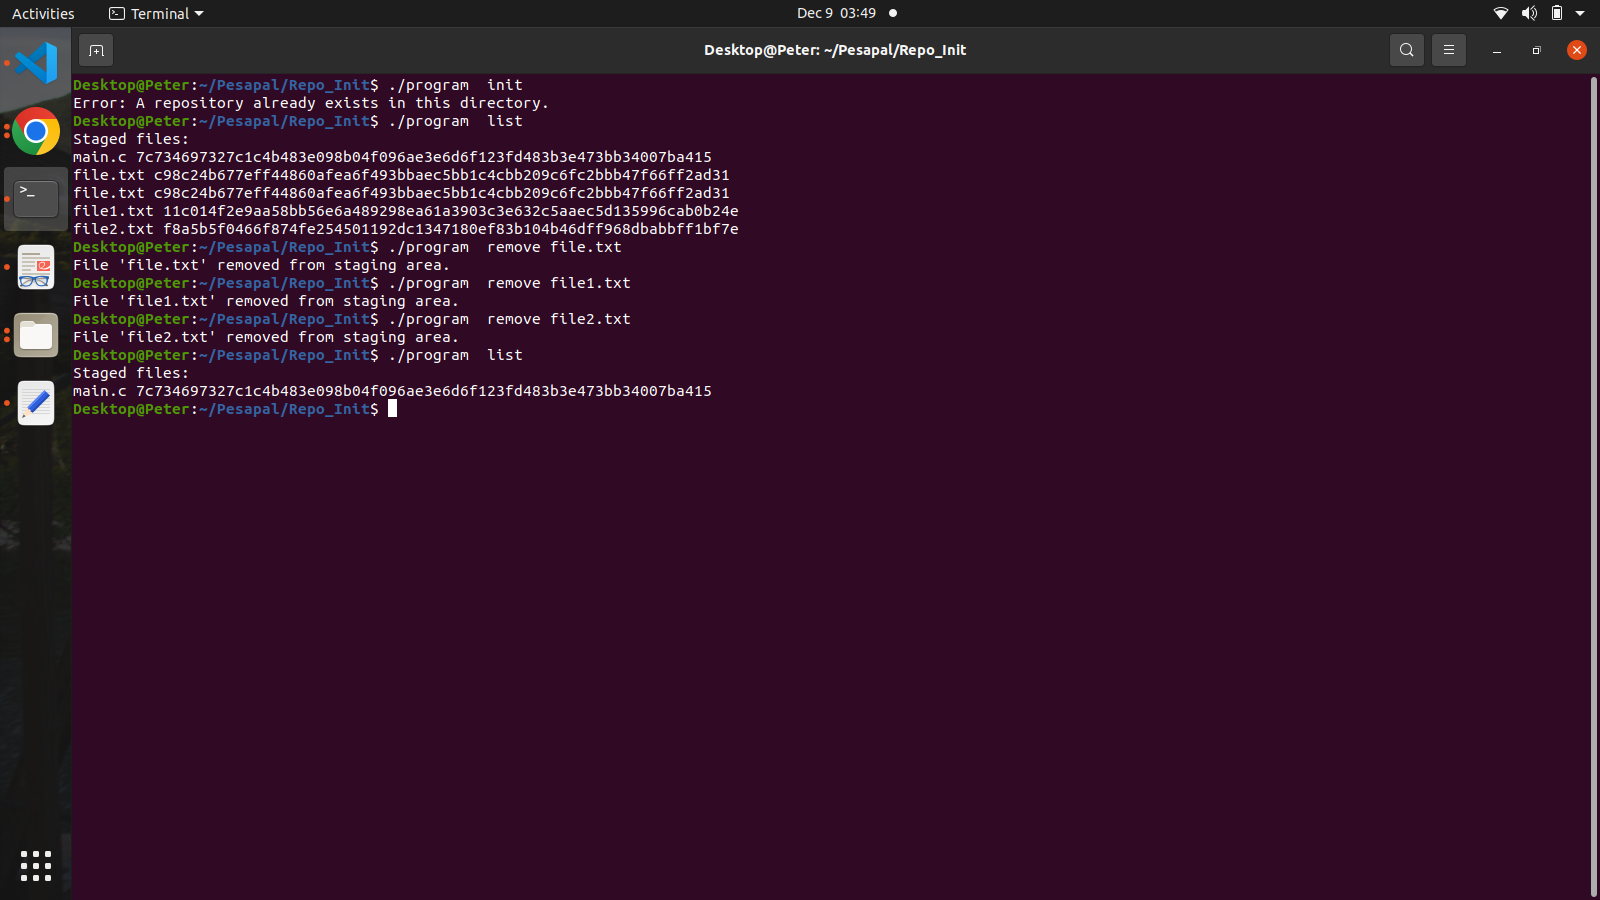 Activities
Terminal
Dec 9 03:49
Desktop@Peter: ~/Pesapal/Repo_Init
Desktop@Peter:~/Pesapal/Repo_Init$ ./program  init
Error: A repository already exists in this directory.
Desktop@Peter:~/Pesapal/Repo_Init$ ./program  list
Staged files:
main.c 7c734697327c1c4b483e098b04f096ae3e6d6f123fd483b3e473bb34007ba415
file.txt c98c24b677eff44860afea6f493bbaec5bb1c4cbb209c6fc2bbb47f66ff2ad31
file.txt c98c24b677eff44860afea6f493bbaec5bb1c4cbb209c6fc2bbb47f66ff2ad31
file1.txt 11c014f2e9aa58bb56e6a489298ea61a3903c3e632c5aaec5d135996cab0b24e
file2.txt f8a5b5f0466f874fe254501192dc1347180ef83b104b46dff968dbabbff1bf7e
Desktop@Peter:~/Pesapal/Repo_Init$ ./program  remove file.txt
File 'file.txt' removed from staging area.
Desktop@Peter:~/Pesapal/Repo_Init$ ./program  remove file1.txt
File 'file1.txt' removed from staging area.
Desktop@Peter:~/Pesapal/Repo_Init$ ./program  remove file2.txt
File 'file2.txt' removed from staging area.
Desktop@Peter:~/Pesapal/Repo_Init$ ./program  list
Staged files:
main.c 7c734697327c1c4b483e098b04f096ae3e6d6f123fd483b3e473bb34007ba415
Desktop@Peter:~/Pesapal/Repo_Init$